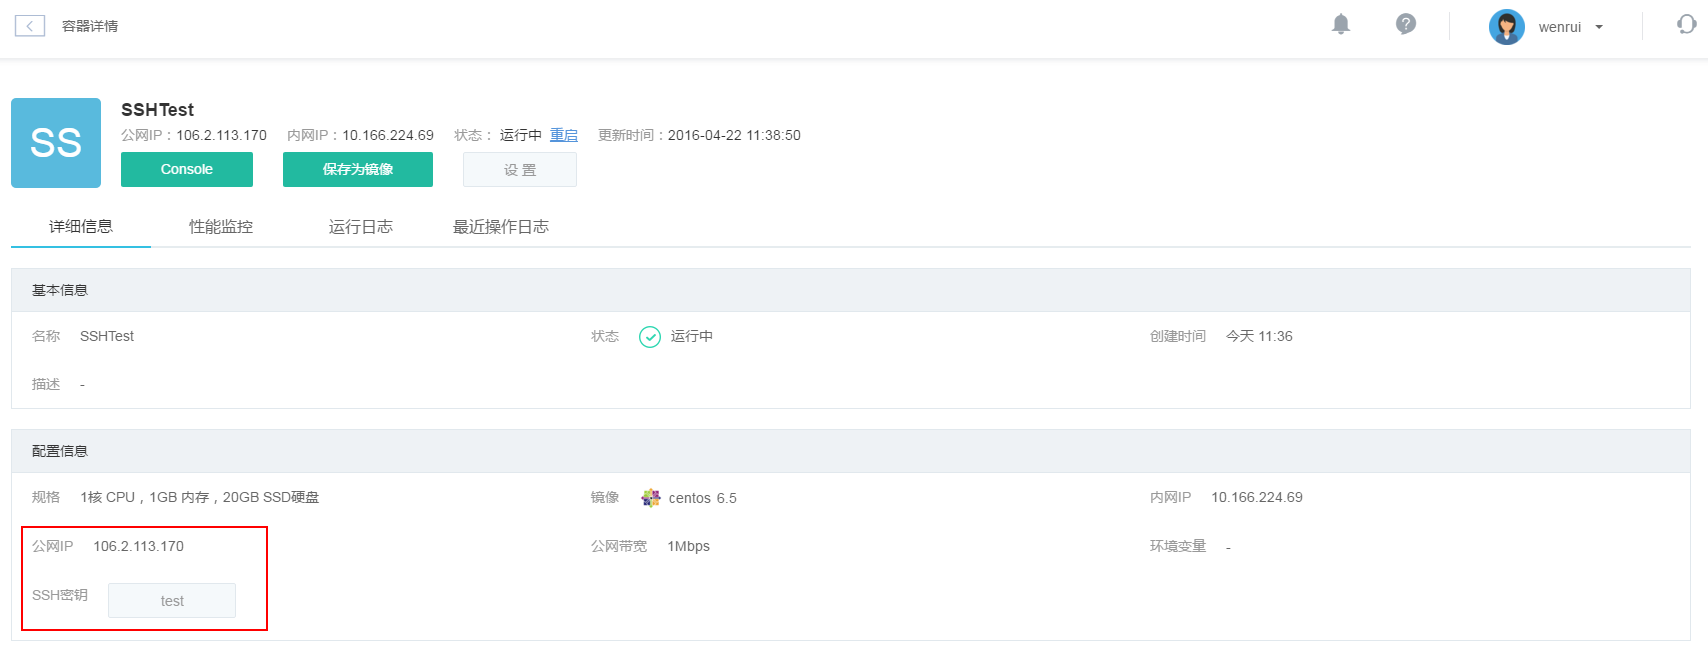 容器详情
?
wenrui
SS
SSHTest
公网IP：106.2.113.170 内网IP：10.166.224.69 状态： 运行中 重启 更新时间：2016-04-22 11:38:50
Console 保存为镜像 设 置
详细信息 性能监控 运行日志 最近操作日志
基本信息
名称 SSHTest 状态 运行中 创建时间 今天 11:36
描述 -
配置信息
规格 1核 CPU，1GB 内存，20GB SSD硬盘 镜像 centos 6.5 内网IP 10.166.224.69
公网IP 106.2.113.170 公网带宽 1Mbps 环境变量 -
SSH密钥 test